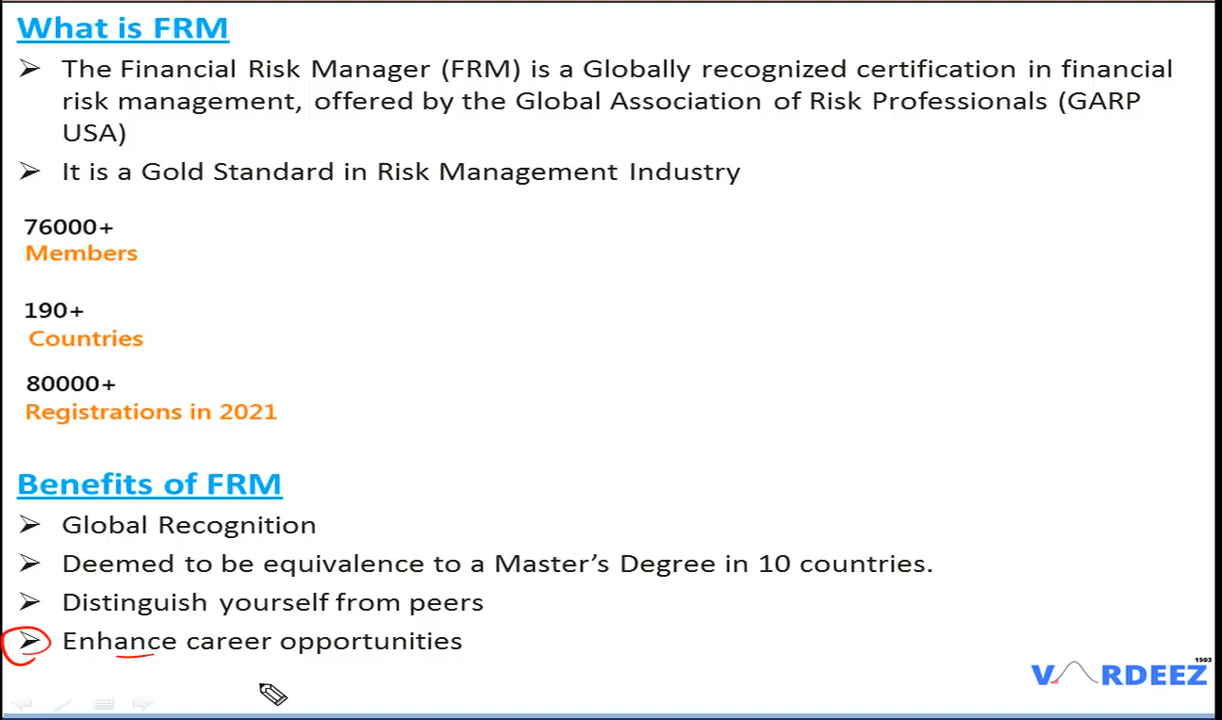 What is FRM
➢ The Financial Risk Manager (FRM) is a Globally recognized certification in financial
risk management, offered by the Global Association of Risk Professionals (GARP
USA)
➢ It is a Gold Standard in Risk Management Industry
76000+
Members
190+
Countries
80000+
Registrations in 2021
Benefits of FRM
➢ Global Recognition
➢ Deemed to be equivalence to a Master’s Degree in 10 countries.
➢ Distinguish yourself from peers
➢ Enhance career opportunities
1503
V RDEEZ